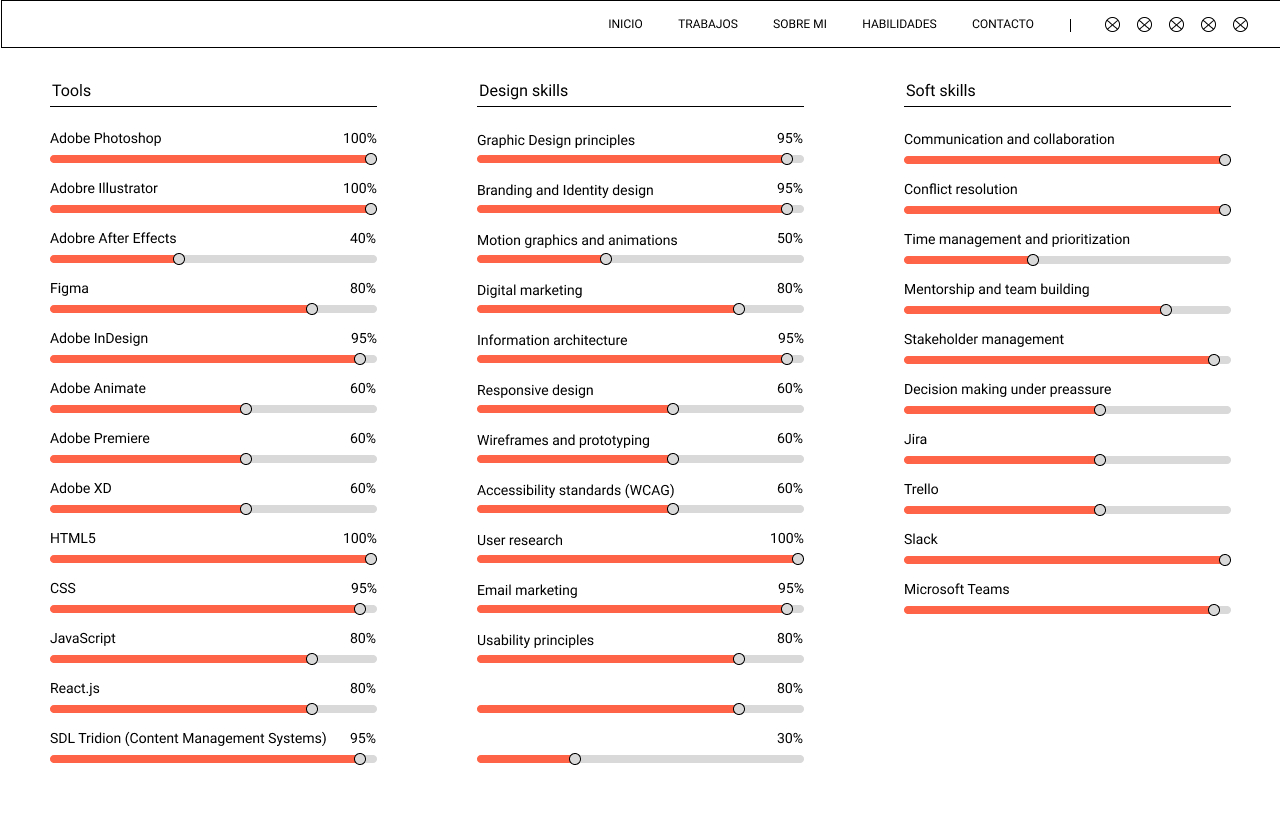 INICIO TRABAJOS SOBRE MI HABILIDADES CONTACTO |
Tools
Adobe Photoshop 100%
Adobre Illustrator 100%
Adobre After Effects 40%
Figma 80%
Adobe InDesign 95%
Adobe Animate 60%
Adobe Premiere 60%
Adobe XD 60%
HTML5 100%
CSS 95%
JavaScript 80%
React.js 80%
SDL Tridion (Content Management Systems) 95%
Design skills
Graphic Design principles 95%
Branding and Identity design 95%
Motion graphics and animations 50%
Digital marketing 80%
Information architecture 95%
Responsive design 60%
Wireframes and prototyping 60%
Accessibility standards (WCAG) 60%
User research 100%
Email marketing 95%
Usability principles 80%
80%
30%
Soft skills
Communication and collaboration
Conflict resolution
Time management and prioritization
Mentorship and team building
Stakeholder management
Decision making under preassure
Jira
Trello
Slack
Microsoft Teams